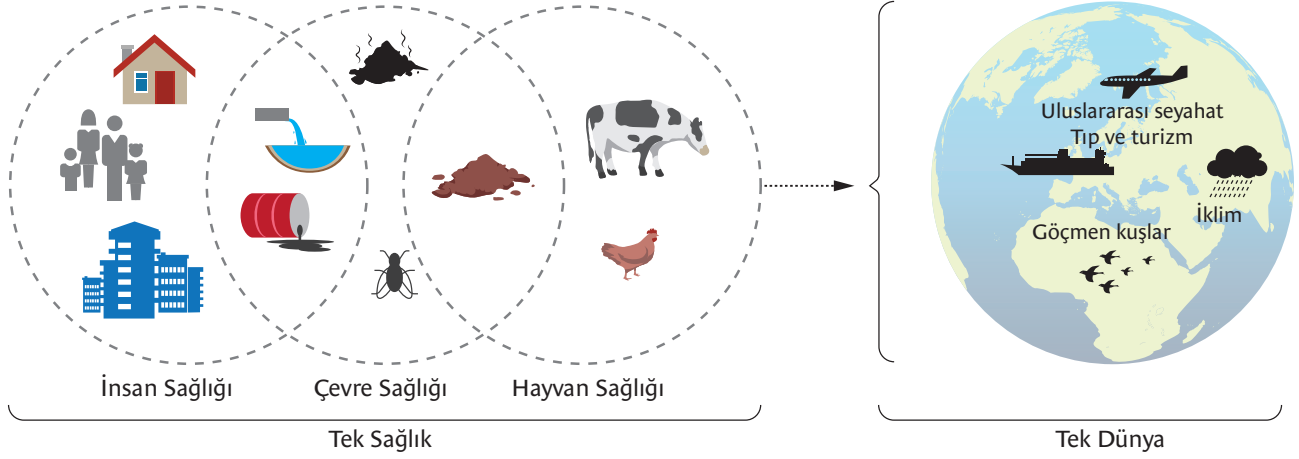 Uluslararası seyahat
Tıp ve turizm
İklim
Göçmen kuşlar
İnsan Sağlığı
Çevre Sağlığı
Hayvan Sağlığı
Tek Sağlık
Tek Dünya